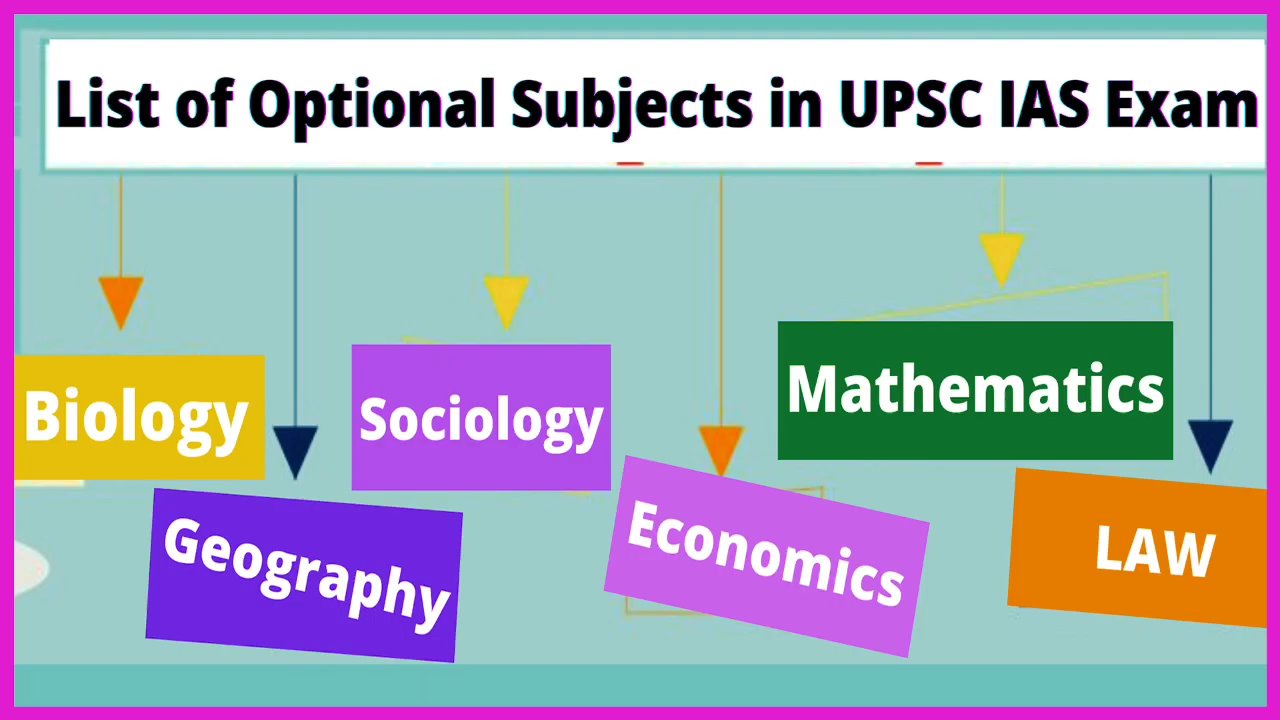 List of Optional Subjects in UPSC IAS Exam
Biology
Sociology
Mathematics
Geography
Economics
LAW